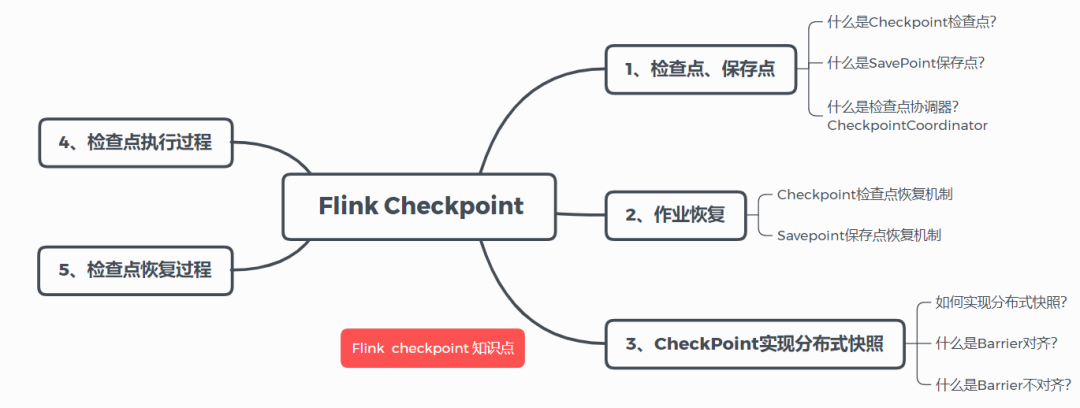 Flink Checkpoint
1、检查点、保存点
什么是Checkpoint检查点?
什么是SavePoint保存点?
什么是检查点协调器?
CheckpointCoordinator
2、作业恢复
Checkpoint检查点恢复机制
Savepoint保存点恢复机制
3、CheckPoint实现分布式快照
如何实现分布式快照?
什么是Barrier对齐?
什么是Barrier不对齐?
4、检查点执行过程
5、检查点恢复过程
Flink checkpoint 知识点